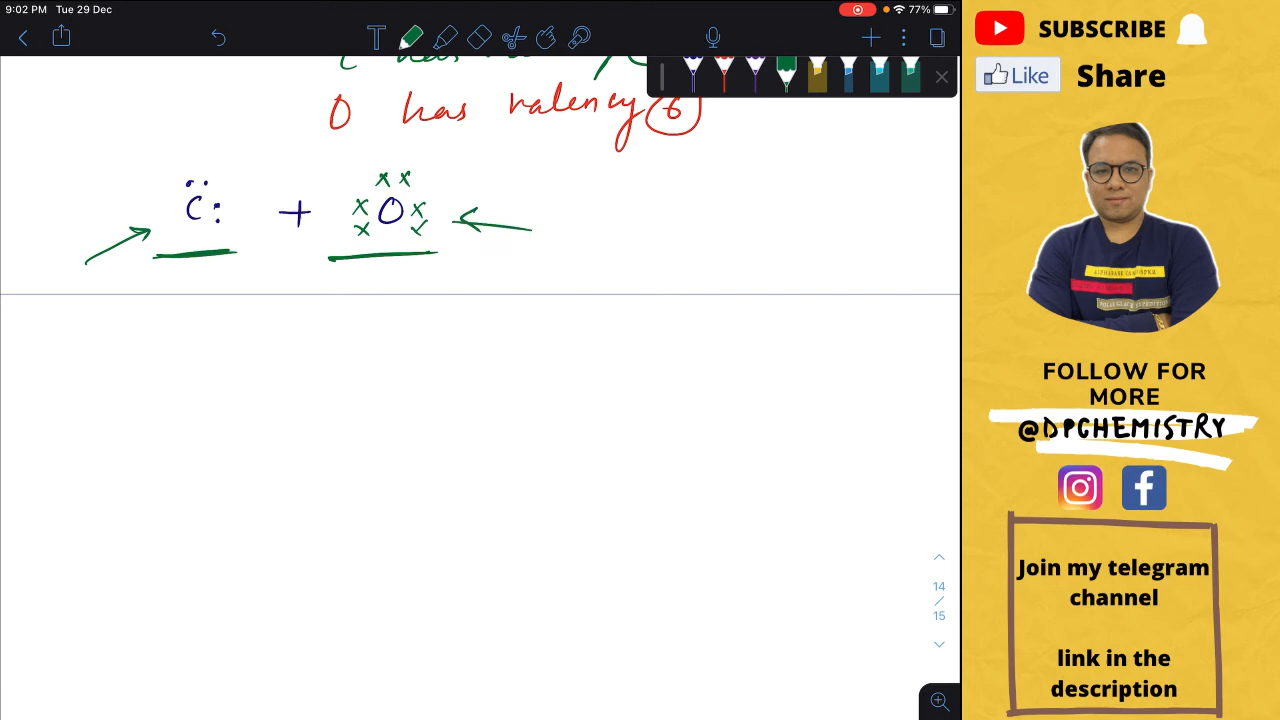 9:02 PM Tue 29 Dec
77%
C has
O has valency 6
C + O
14
/
15
SUBSCRIBE
Like
Share
FOLLOW FOR
MORE
@DPCHEMISTRY
Join my telegram
channel
link in the
description